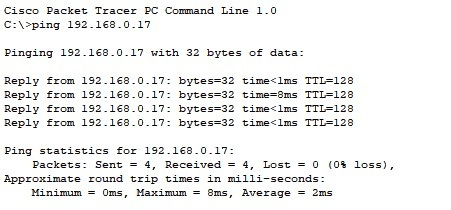 Cisco Packet Tracer PC Command Line 1.0
C:\>ping 192.168.0.17

Pinging 192.168.0.17 with 32 bytes of data:

Reply from 192.168.0.17: bytes=32 time<1ms TTL=128
Reply from 192.168.0.17: bytes=32 time=8ms TTL=128
Reply from 192.168.0.17: bytes=32 time<1ms TTL=128
Reply from 192.168.0.17: bytes=32 time<1ms TTL=128

Ping statistics for 192.168.0.17:
    Packets: Sent = 4, Received = 4, Lost = 0 (0% loss),
Approximate round trip times in milli-seconds:
    Minimum = 0ms, Maximum = 8ms, Average = 2ms